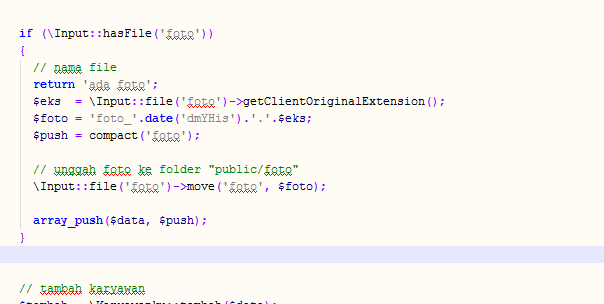 if (\Input::hasFile('foto'))
{
// nama file
return 'ada foto';
$eks = \Input::file('foto')->getClientOriginalExtension();
$foto = 'foto_'.date('dmYHis').'.'.$eks;
$push = compact('foto');
// unggah foto ke folder "public/foto"
\Input::file('foto')->move('foto', $foto);
array_push($data, $push);
}
// tambah karyawan